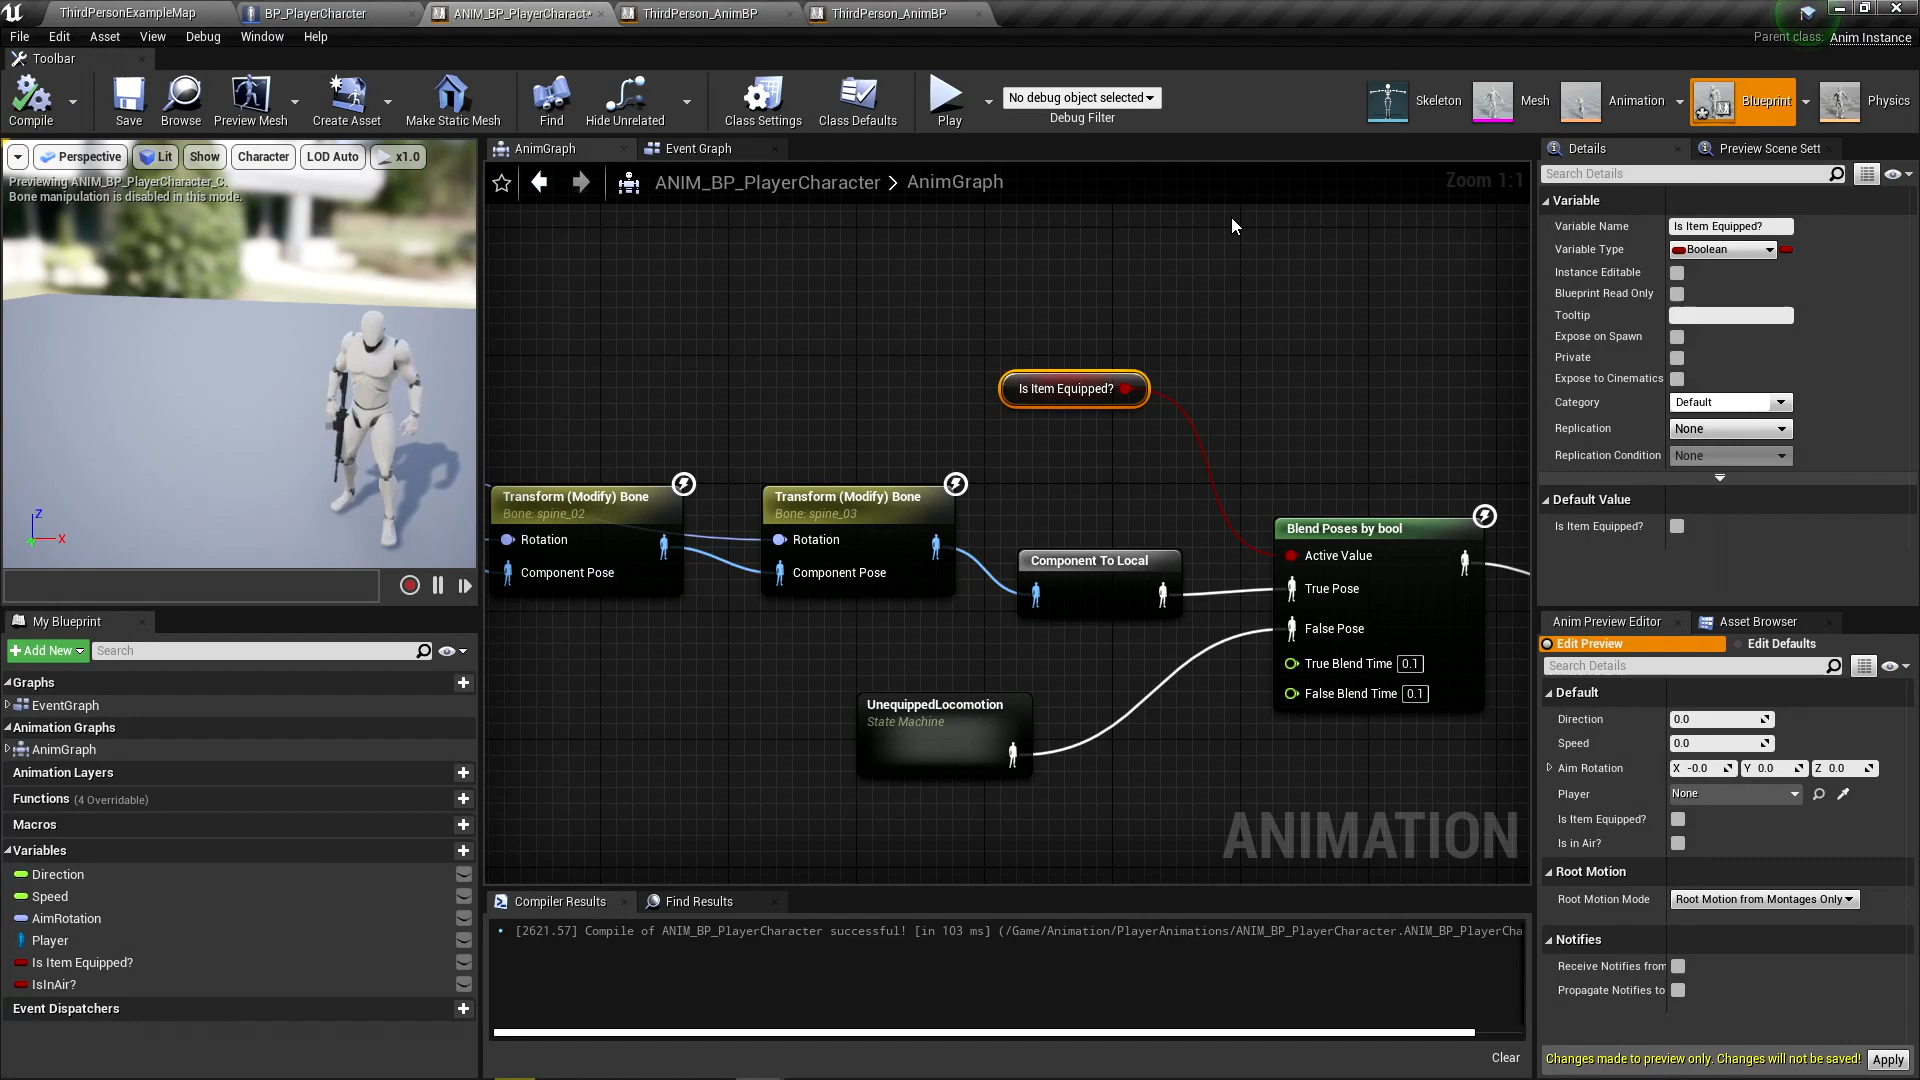 ThirdPersonExampleMap
BP_PlayerCharcter
ANIM_BP_PlayerCharact*
ThirdPerson_AnimBP
ThirdPerson_AnimBP
File Edit Asset View Debug Window Help
Parent class: Anim Instance
Toolbar
Compile
Save
Browse
Preview Mesh
Create Asset
Make Static Mesh
Find
Hide Unrelated
Class Settings
Class Defaults
Play
No debug object selected
Debug Filter
Skeleton
Mesh
Animation
Blueprint
Physics
Perspective
Lit
Show
Character
LOD Auto
x1.0
Previewing ANIM_BP_PlayerCharacter_C.
Bone manipulation is disabled in this mode.
Z
X
AnimGraph
Event Graph
ANIM_BP_PlayerCharacter > AnimGraph
Zoom 1:1
Is Item Equipped?
Transform (Modify) Bone
Bone: spine_02
Rotation
Component Pose
Transform (Modify) Bone
Bone: spine_03
Rotation
Component Pose
Component To Local
Blend Poses by bool
Active Value
True Pose
False Pose
True Blend Time 0.1
False Blend Time 0.1
UnequippedLocomotion
State Machine
ANIMATION
My Blueprint
Add New
Search
Graphs
EventGraph
Animation Graphs
AnimGraph
Animation Layers
Functions (4 Overridable)
Macros
Variables
Direction
Speed
AimRotation
Player
Is Item Equipped?
IsInAir?
Event Dispatchers
Compiler Results
Find Results
[2621.57] Compile of ANIM_BP_PlayerCharacter successful! [in 103 ms] (/Game/Animation/PlayerAnimations/ANIM_BP_PlayerCharacter.ANIM_BP_PlayerCha
Clear
Details
Preview Scene Sett
Search Details
Variable
Variable Name Is Item Equipped?
Variable Type Boolean
Instance Editable
Blueprint Read Only
Tooltip
Expose on Spawn
Private
Expose to Cinematics
Category Default
Replication None
Replication Condition None
Default Value
Is Item Equipped?
Anim Preview Editor
Asset Browser
Edit Preview
Edit Defaults
Search Details
Default
Direction 0.0
Speed 0.0
Aim Rotation X -0.0 Y 0.0 Z 0.0
Player None
Is Item Equipped?
Is in Air?
Root Motion
Root Motion Mode Root Motion from Montages Only
Notifies
Receive Notifies from
Propagate Notifies to
Changes made to preview only. Changes will not be saved! Apply